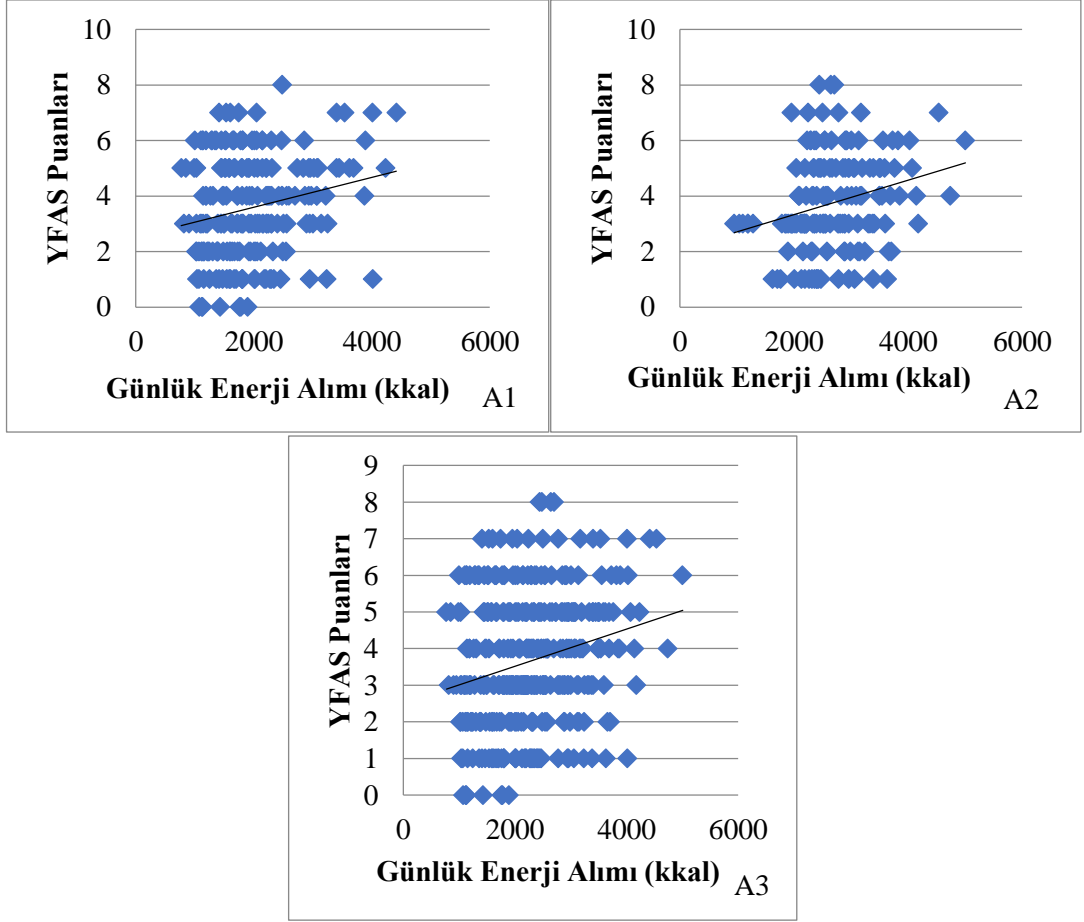 10
8
6
4
2
0
YFAS Puanları
0 2000 4000 6000
Günlük Enerji Alımı (kkal)
A1
10
8
6
4
2
0
YFAS Puanları
0 2000 4000 6000
Günlük Enerji Alımı (kkal)
A2
9
8
7
6
5
4
3
2
1
0
YFAS Puanları
0 2000 4000 6000
Günlük Enerji Alımı (kkal)
A3